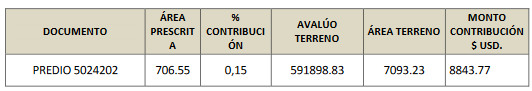 DOCUMENTO
ÁREA
PRESCRIT
A
%
CONTRIBUCI
ÓN
AVALÚO
TERRENO
ÁREA TERRENO
MONTO
CONTRIBUCIÓN
$ USD.
PREDIO 5024202
706.55
0,15
591898.83
7093.23
8843.77